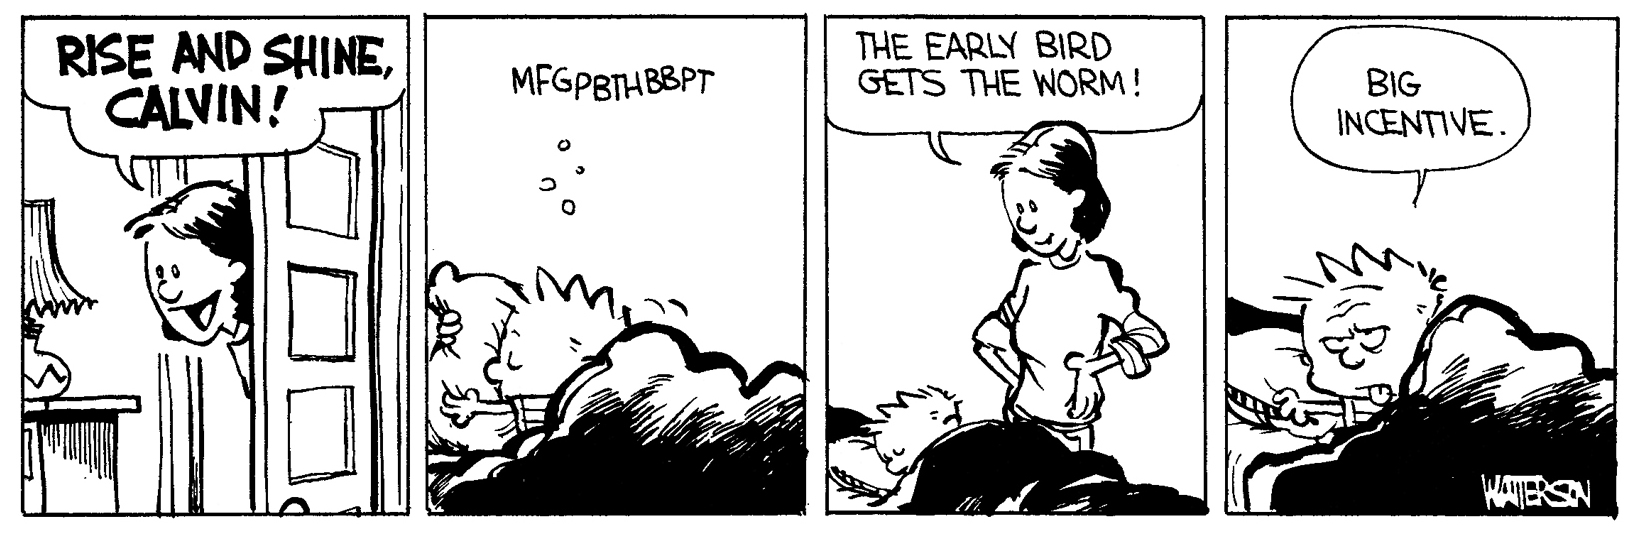 RISE AND SHINE,
CALVIN!
MFGPBTHBBPT
THE EARLY BIRD
GETS THE WORM!
BIG
INCENTIVE.
WATTERSON